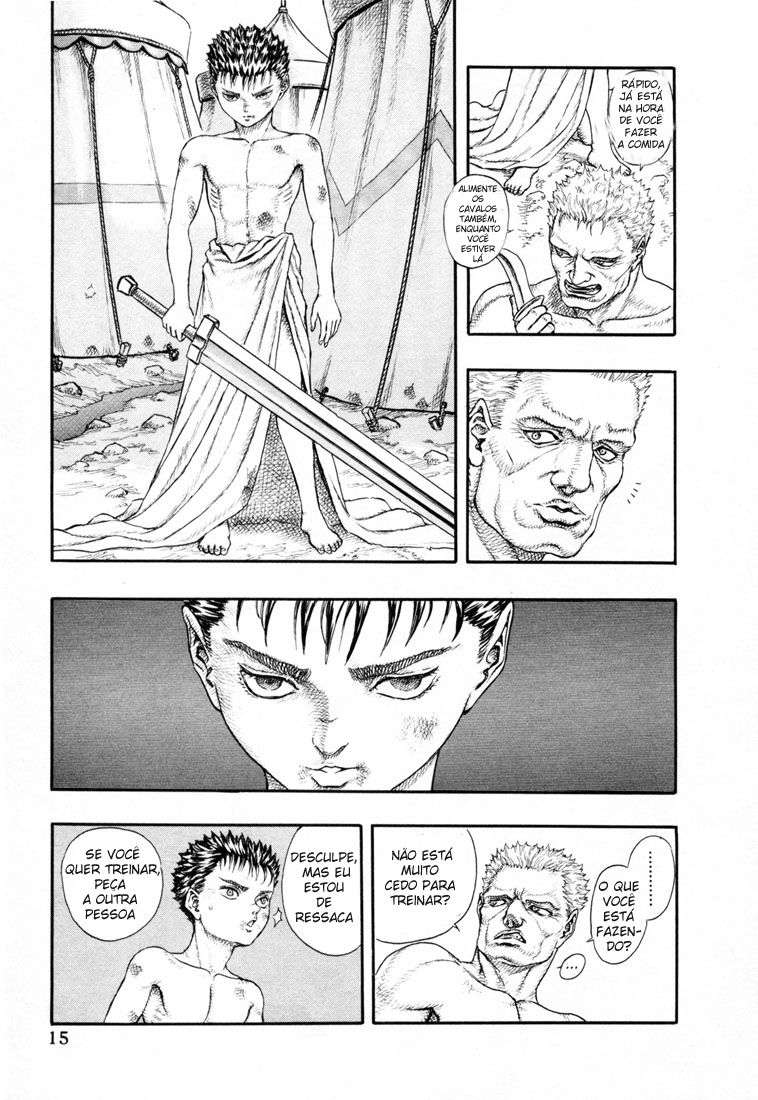 RÁPIDO,
JÁ ESTÁ
NA HORA
DE VOCÊ
FAZER
A COMIDA
ALIMENTE
OS
CAVALOS
TAMBÉM,
ENQUANTO
VOCÊ
ESTIVER
LÁ
.........
O QUE
VOCÊ
ESTÁ
FAZEN-
DO?
...
NÃO ESTÁ
MUITO
CEDO PARA
TREINAR?
DESCULPE,
MAS EU
ESTOU
DE
RESSACA
SE VOCÊ
QUER TREINAR,
PEÇA
A OUTRA
PESSOA
15